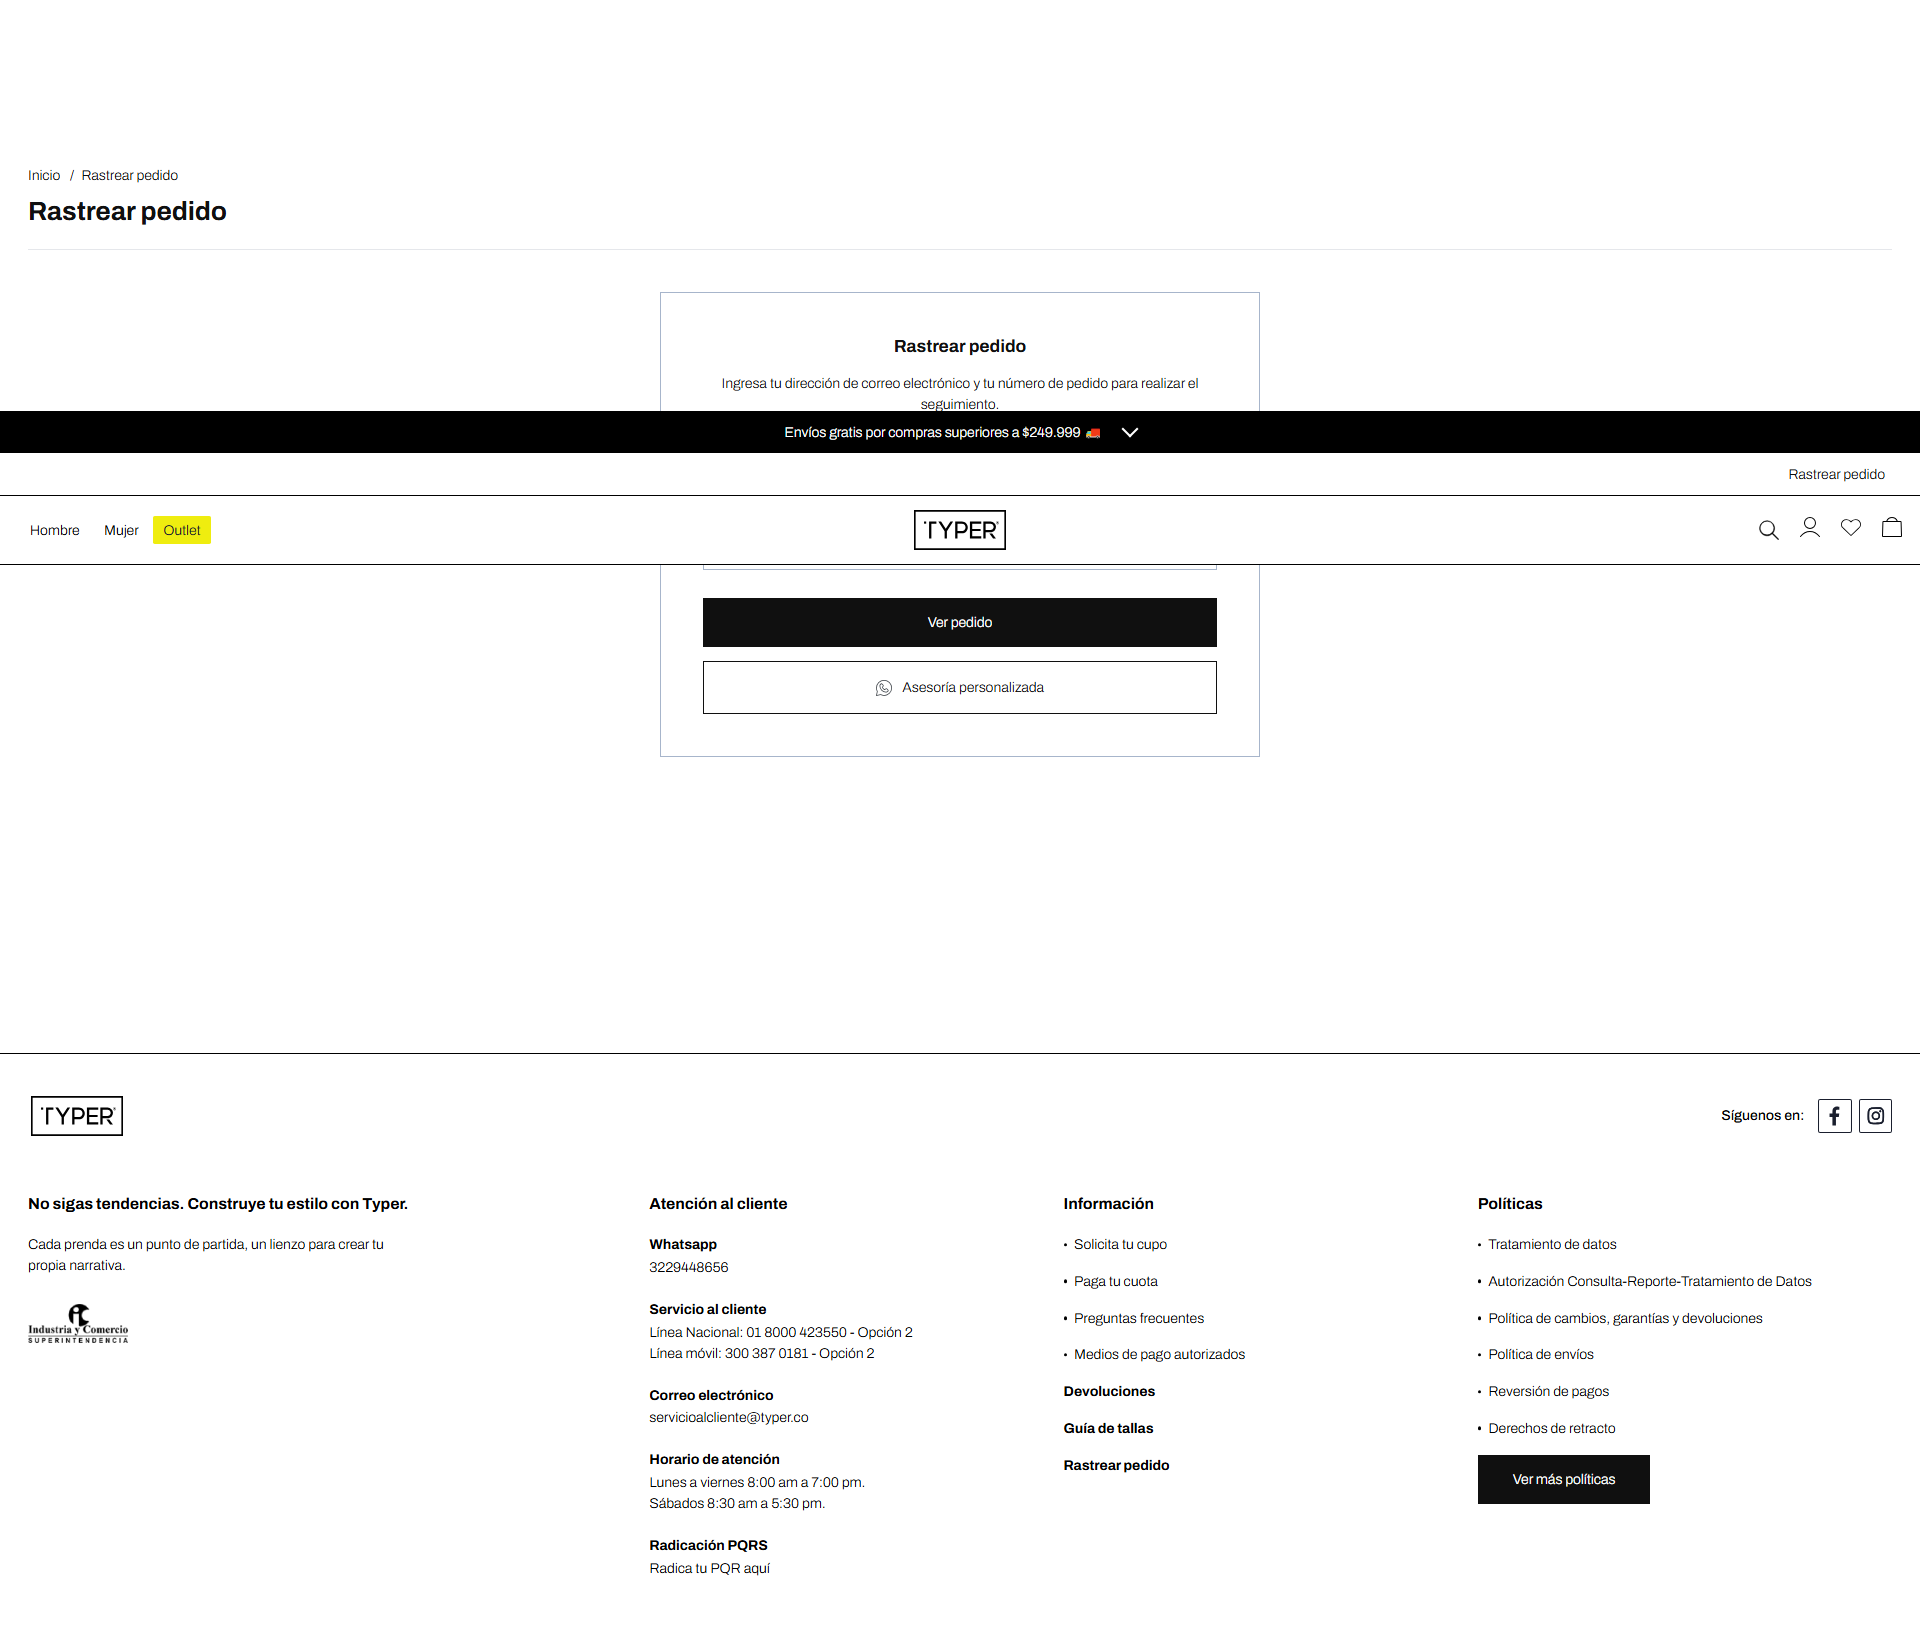 Inicio / Rastrear pedido
Rastrear pedido
Rastrear pedido
Ingresa tu dirección de correo electrónico y tu número de pedido para realizar el
seguimiento.
Envíos gratis por compras superiores a $249.999
Rastrear pedido
Hombre Mujer Outlet
TYPER
Ver pedido
Asesoría personalizada
TYPER
Síguenos en:
No sigas tendencias. Construye tu estilo con Typer.
Cada prenda es un punto de partida, un lienzo para crear tu
propia narrativa.
Industria y Comercio
SUPERINTENDENCIA
Atención al cliente
Whatsapp
3229448656
Servicio al cliente
Línea Nacional: 01 8000 423550 - Opción 2
Línea móvil: 300 387 0181 - Opción 2
Correo electrónico
servicioalcliente@typer.co
Horario de atención
Lunes a viernes 8:00 am a 7:00 pm.
Sábados 8:30 am a 5:30 pm.
Radicación PQRS
Radica tu PQR aquí
Información
• Solicita tu cupo
• Paga tu cuota
• Preguntas frecuentes
• Medios de pago autorizados
Devoluciones
Guía de tallas
Rastrear pedido
Políticas
• Tratamiento de datos
• Autorización Consulta-Reporte-Tratamiento de Datos
• Política de cambios, garantías y devoluciones
• Política de envíos
• Reversión de pagos
• Derechos de retracto
Ver más políticas